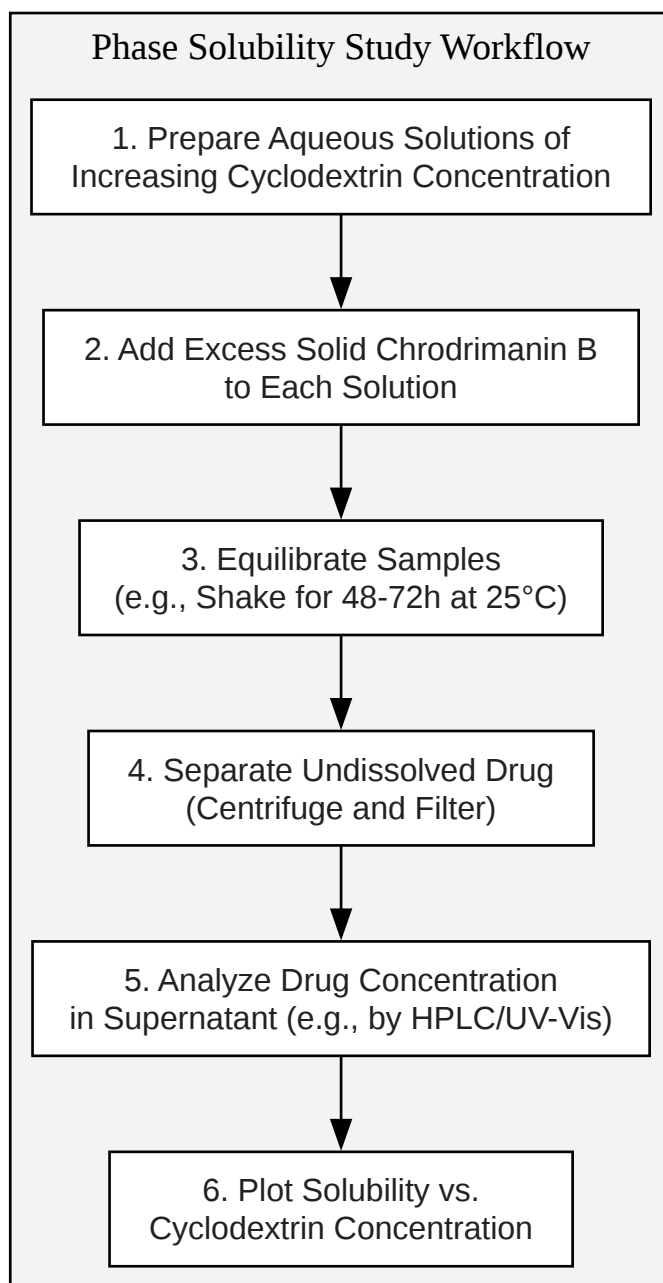 Phase Solubility Study Workflow
1. Prepare Aqueous Solutions of
Increasing Cyclodextrin Concentration
2. Add Excess Solid Chrodrimanin B
to Each Solution
3. Equilibrate Samples
(e.g., Shake for 48-72h at 25°C)
4. Separate Undissolved Drug
(Centrifuge and Filter)
5. Analyze Drug Concentration
in Supernatant (e.g., by HPLC/UV-Vis)
6. Plot Solubility vs.
Cyclodextrin Concentration